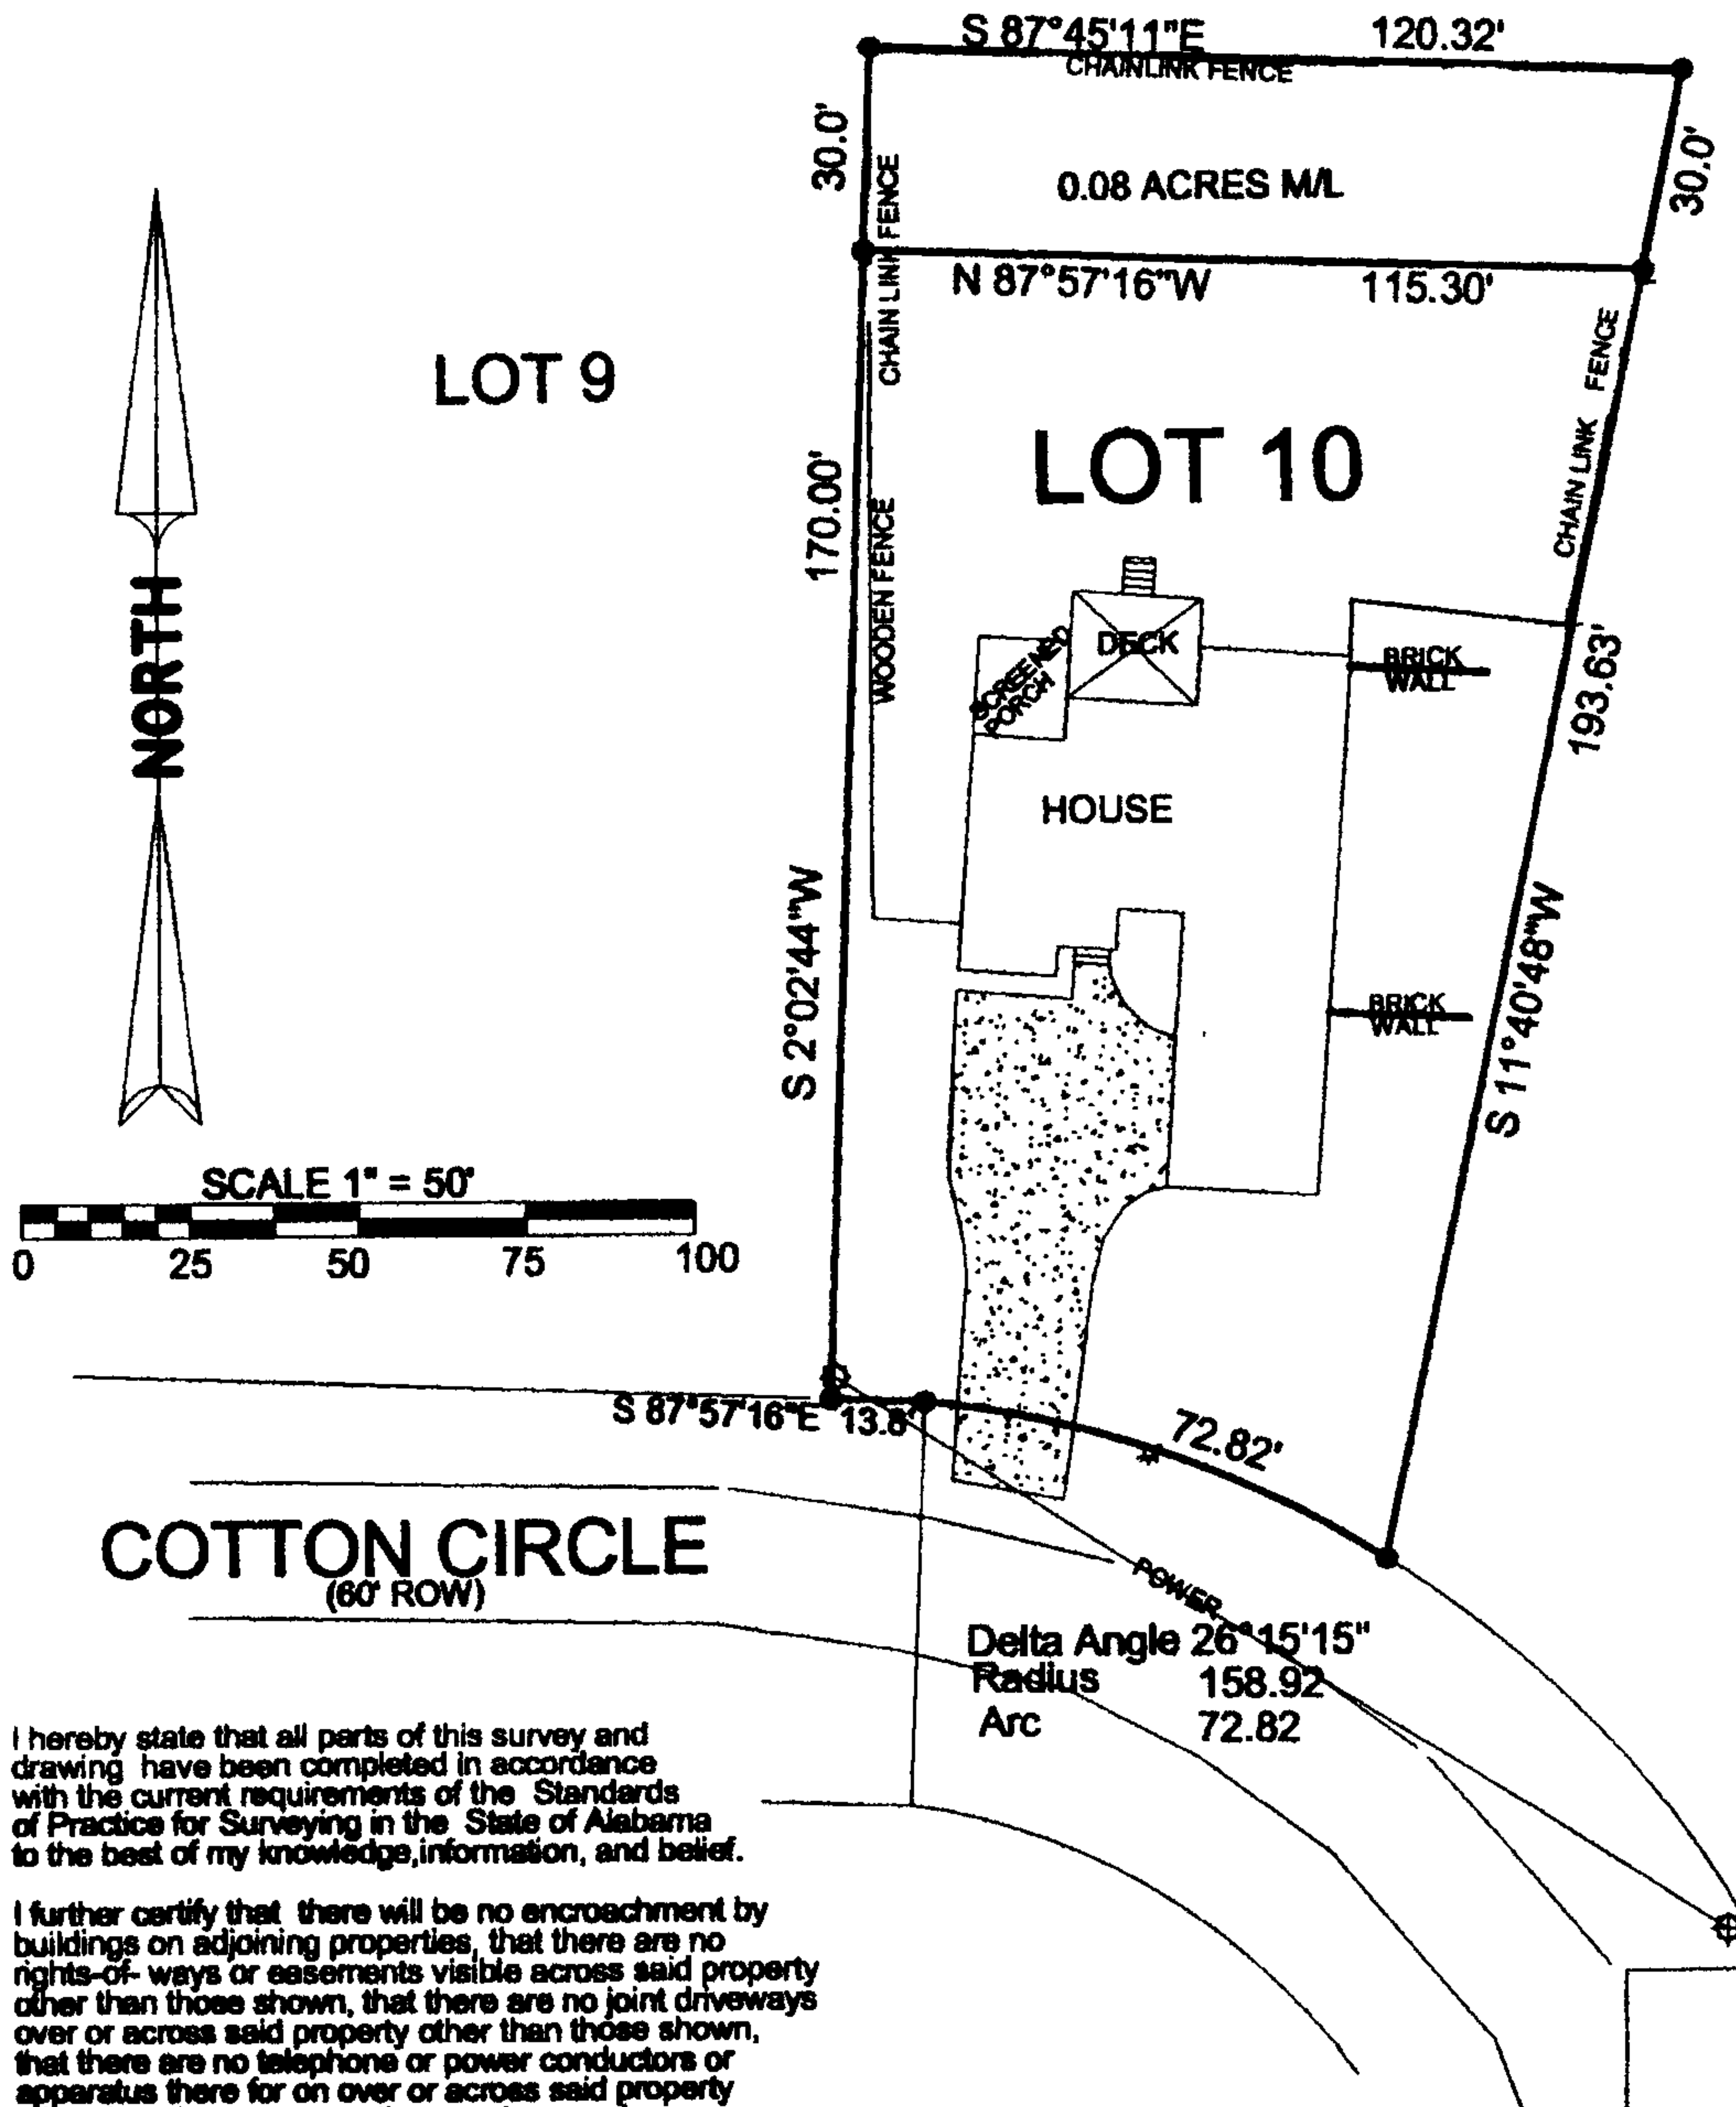 S 87°45'11"E 120.32'
CHAINLINK FENCE
30.0'
CHAIN LINK FENCE
0.08 ACRES M/L
30.0'
N 87°57'16"W 115.30'
LOT 9
LOT 10
CHAIN LINK FENCE
170.00'
WOODEN FENCE
NORTH
SCREENED
PORCH
DECK
BRICK
WALL
193.63'
HOUSE
S 2°02'44"W
BRICK
WALL
S 11°40'48"W
SCALE 1" = 50'
0 25 50 75 100
S 87°57'16"E 13.8'
72.82'
COTTON CIRCLE
(60' ROW)
POWER
Delta Angle 26°15'15"
Radius 158.92
Arc 72.82
I hereby state that all parts of this survey and
drawing have been completed in accordance
with the current requirements of the Standards
of Practice for Surveying in the State of Alabama
to the best of my knowledge,information, and belief.
I further certify that there will be no encroachment by
buildings on adjoining properties, that there are no
rights-of- ways or easements visible across said property
other than those shown, that there are no joint driveways
over or across said property other than those shown,
that there are no telephone or power conductors or
apparatus there for on over or across said property